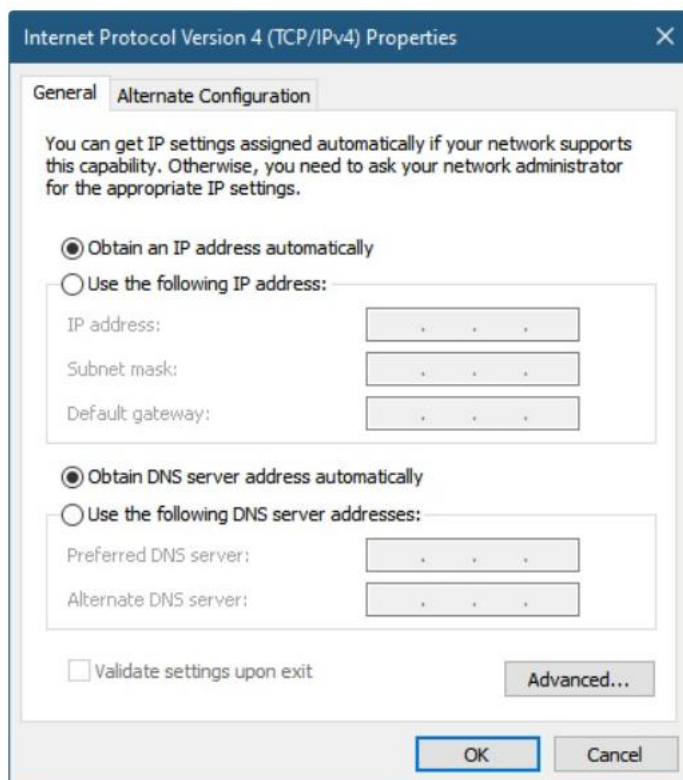 Internet Protocol Version 4 (TCP/IPv4) Properties
General
Alternate Configuration
You can get IP settings assigned automatically if your network supports
this capability. Otherwise, you need to ask your network administrator
for the appropriate IP settings.
Obtain an IP address automatically
Use the following IP address:
IP address:
. . .
Subnet mask:
. . .
Default gateway:
. . .
Obtain DNS server address automatically
Use the following DNS server addresses:
Preferred DNS server:
. . .
Alternate DNS server:
. . .
Validate settings upon exit
Advanced...
OK
Cancel